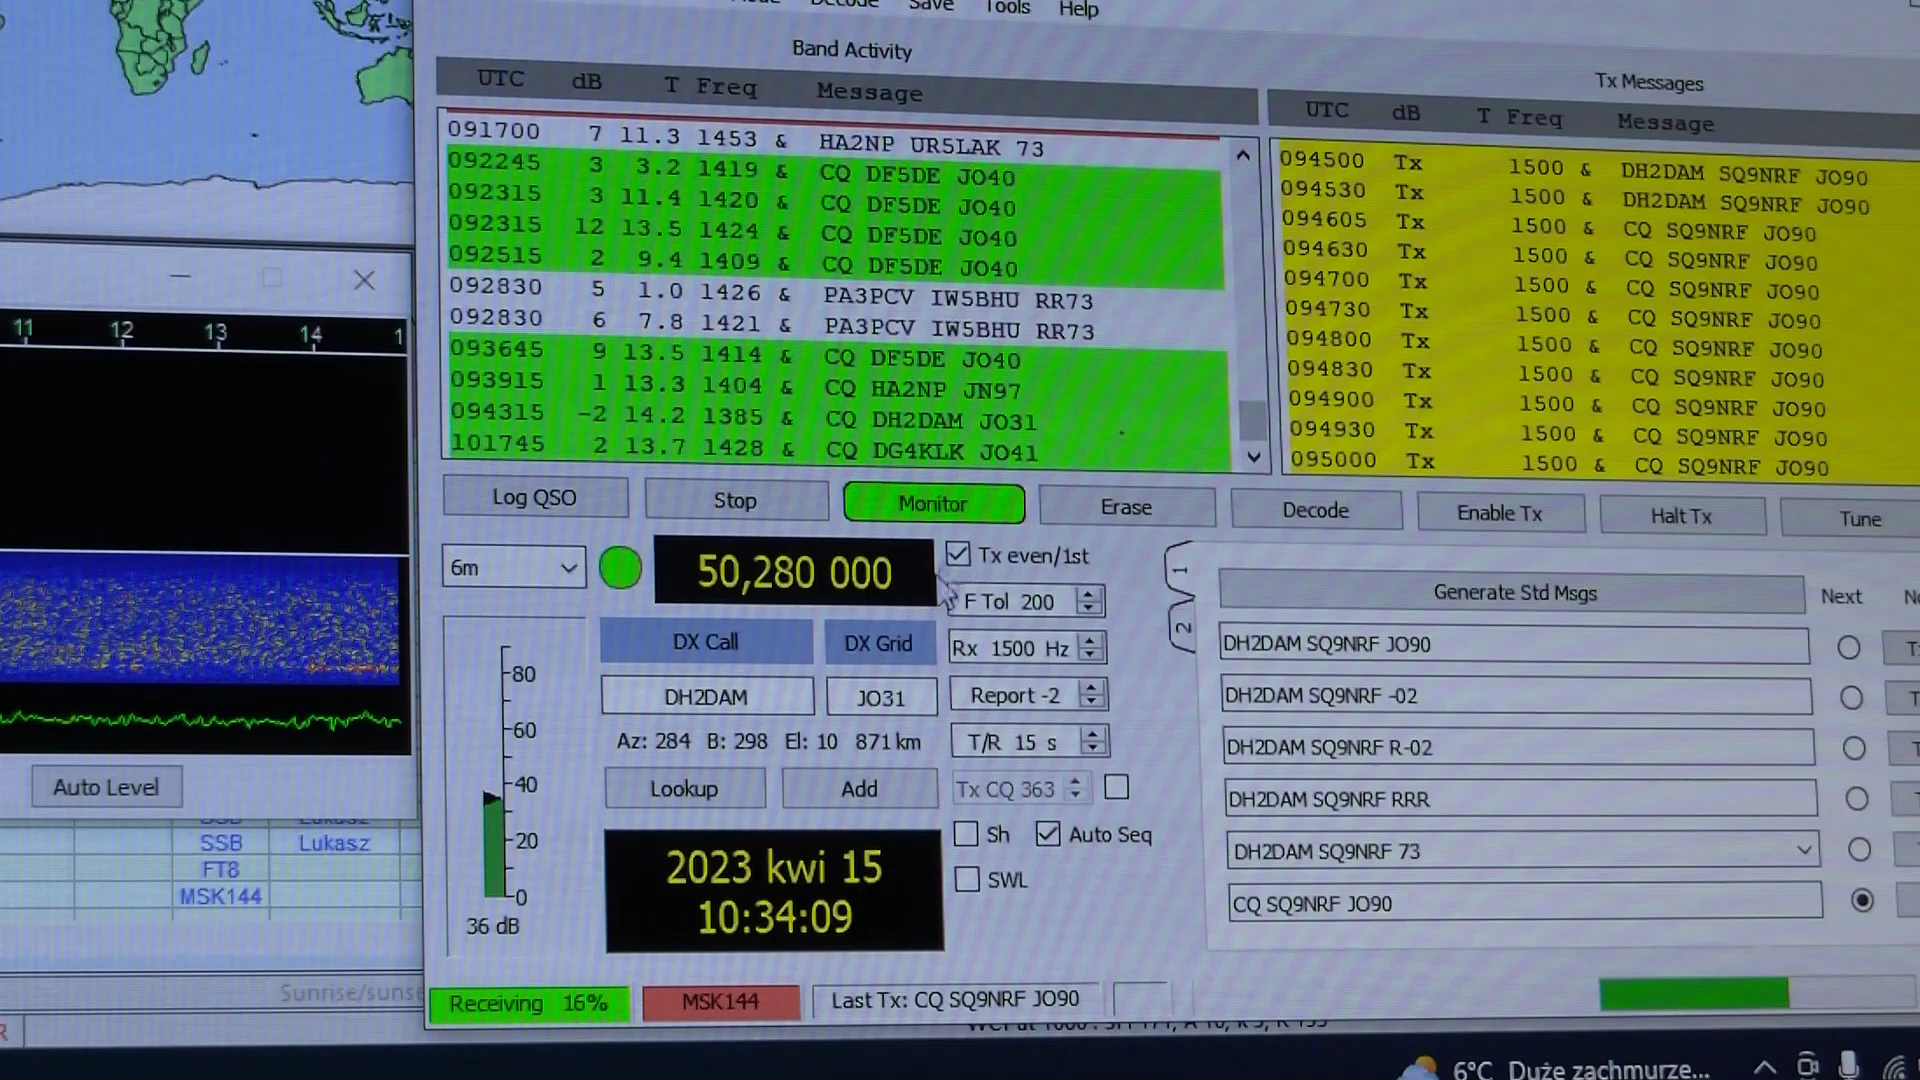 Decode Save Tools Help
Band Activity
UTC dB T Freq Message
091700 7 11.3 1453 & HA2NP UR5LAK 73
092245 3 3.2 1419 & CQ DF5DE JO40
092315 3 11.4 1420 & CQ DF5DE JO40
092315 12 13.5 1424 & CQ DF5DE JO40
092515 2 9.4 1409 & CQ DF5DE JO40
092830 5 1.0 1426 & PA3PCV IW5BHU RR73
092830 6 7.8 1421 & PA3PCV IW5BHU RR73
093645 9 13.5 1414 & CQ DF5DE JO40
093915 1 13.3 1404 & CQ HA2NP JN97
094315 -2 14.2 1385 & CQ DH2DAM JO31
101745 2 13.7 1428 & CQ DG4KLK JO41
Tx Messages
UTC dB T Freq Message
094500 Tx 1500 & DH2DAM SQ9NRF JO90
094530 Tx 1500 & DH2DAM SQ9NRF JO90
094605 Tx 1500 & CQ SQ9NRF JO90
094630 Tx 1500 & CQ SQ9NRF JO90
094700 Tx 1500 & CQ SQ9NRF JO90
094730 Tx 1500 & CQ SQ9NRF JO90
094800 Tx 1500 & CQ SQ9NRF JO90
094830 Tx 1500 & CQ SQ9NRF JO90
094900 Tx 1500 & CQ SQ9NRF JO90
094930 Tx 1500 & CQ SQ9NRF JO90
095000 Tx 1500 & CQ SQ9NRF JO90
Log QSO Stop Monitor Erase Decode Enable Tx Halt Tx Tune
11 12 13 14 1
Auto Level
SSB Lukasz
SSB Lukasz
FT8
MSK144
Sunrise/sunse
R
6m
50,280 000
Tx even/1st
F Tol 200
DX Call DX Grid
Rx 1500 Hz
DH2DAM JO31
Report -2
Az: 284 B: 298 El: 10 871 km
T/R 15 s
Lookup Add
Tx CQ 363
Sh Auto Seq
SWL
2023 kwi 15
10:34:09
80
60
40
20
0
36 dB
1
2
Generate Std Msgs Next
DH2DAM SQ9NRF JO90
DH2DAM SQ9NRF -02
DH2DAM SQ9NRF R-02
DH2DAM SQ9NRF RRR
DH2DAM SQ9NRF 73
CQ SQ9NRF JO90
Receiving 16% MSK144 Last Tx: CQ SQ9NRF JO90
6°C Duże zachmurze...